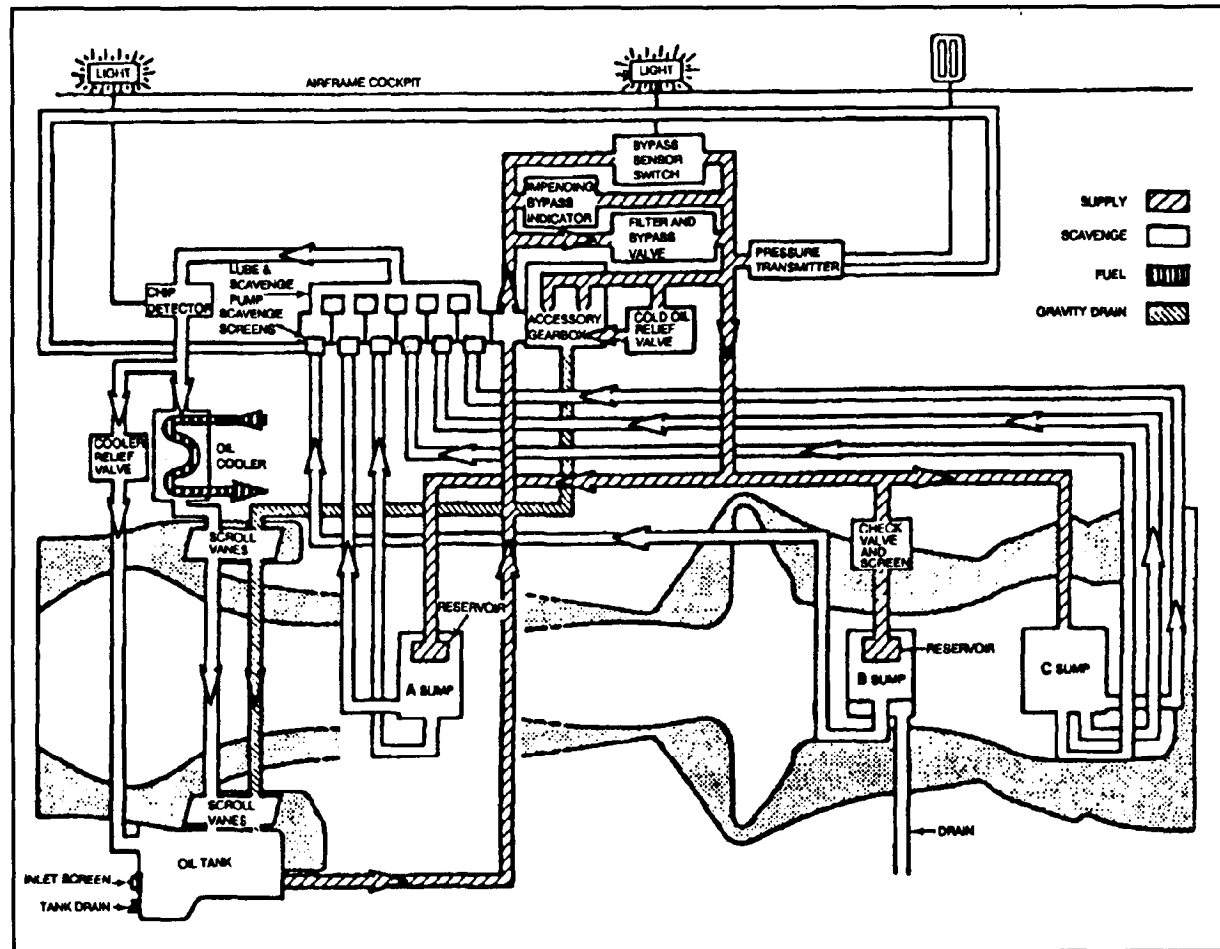 LIGHT
LIGHT
AIRFRAME COCKPIT
BYPASS
SENSOR
SWITCH
IMPENDING
BYPASS
INDICATOR
FILTER AND
BYPASS
VALVE
PRESSURE
TRANSMITTER
SUPPLY
SCAVENGE
FUEL
GRAVITY DRAIN
LUBE &
SCAVENGE
PUMP
SCAVENGE
SCREENS
CHIP
DETECTOR
ACCESSORY
GEARBOX
COLD OIL
RELIEF
VALVE
COOLER
RELIEF
VALVE
OIL
COOLER
SCROLL
VANES
CHECK
VALVE
AND
SCREEN
RESERVOIR
A SUMP
RESERVOIR
B SUMP
C SUMP
SCROLL
VANES
DRAIN
OIL TANK
INLET SCREEN
TANK DRAIN